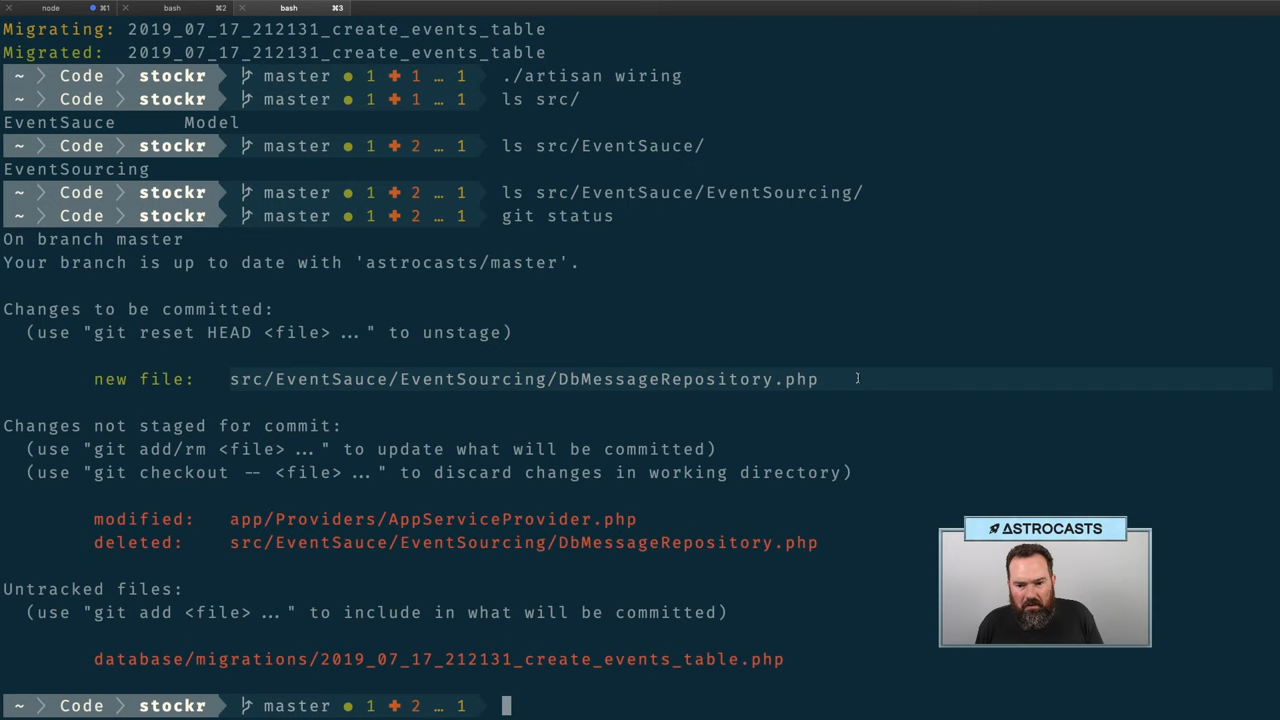 node ⌘1 bash ⌘2 bash ⌘3
Migrating: 2019_07_17_212131_create_events_table
Migrated: 2019_07_17_212131_create_events_table
~ Code stockr master ● 1 ✚ 1 … 1 ./artisan wiring
~ Code stockr master ● 1 ✚ 1 … 1 ls src/
EventSauce Model
~ Code stockr master ● 1 ✚ 2 … 1 ls src/EventSauce/
EventSourcing
~ Code stockr master ● 1 ✚ 2 … 1 ls src/EventSauce/EventSourcing/
~ Code stockr master ● 1 ✚ 2 … 1 git status
On branch master
Your branch is up to date with 'astrocasts/master'.
Changes to be committed:
(use "git reset HEAD <file> ..." to unstage)
new file: src/EventSauce/EventSourcing/DbMessageRepository.php
Changes not staged for commit:
(use "git add/rm <file> ..." to update what will be committed)
(use "git checkout -- <file> ..." to discard changes in working directory)
modified: app/Providers/AppServiceProvider.php
deleted: src/EventSauce/EventSourcing/DbMessageRepository.php
ASTROCASTS
Untracked files:
(use "git add <file> ..." to include in what will be committed)
database/migrations/2019_07_17_212131_create_events_table.php
~ Code stockr master ● 1 ✚ 2 … 1